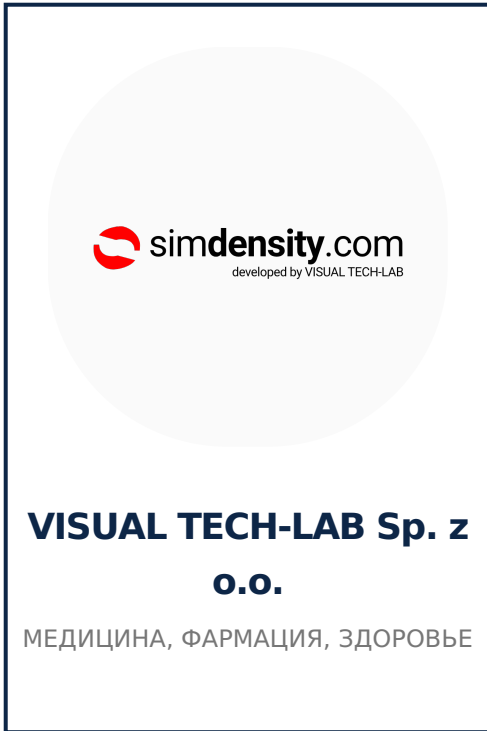 simdensity.com
developed by VISUAL TECH-LAB
VISUAL TECH-LAB Sp. z
o.o.
МЕДИЦИНА, ФАРМАЦИЯ, ЗДОРОВЬЕ